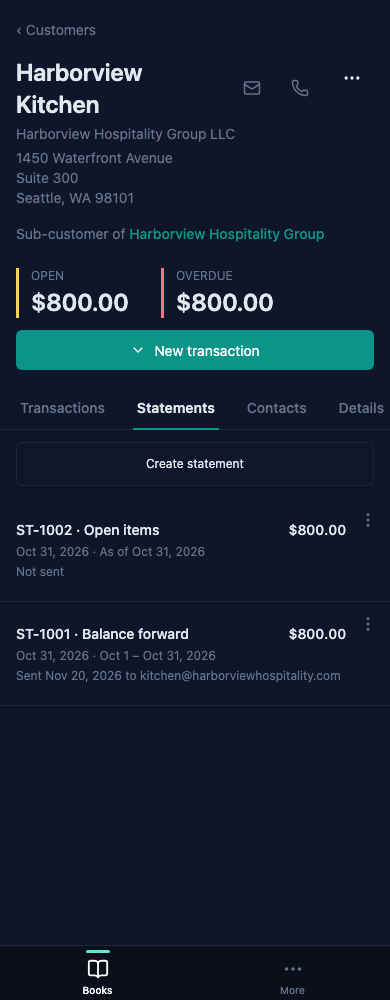 ‹ Customers
Harborview
Kitchen
Harborview Hospitality Group LLC
1450 Waterfront Avenue
Suite 300
Seattle, WA 98101
Sub-customer of Harborview Hospitality Group
OPEN
$800.00
OVERDUE
$800.00
New transaction
Transactions
Statements
Contacts
Details
Create statement
ST-1002 · Open items
$800.00
Oct 31, 2026 · As of Oct 31, 2026
Not sent
ST-1001 · Balance forward
$800.00
Oct 31, 2026 · Oct 1 – Oct 31, 2026
Sent Nov 20, 2026 to kitchen@harborviewhospitality.com
Books
More